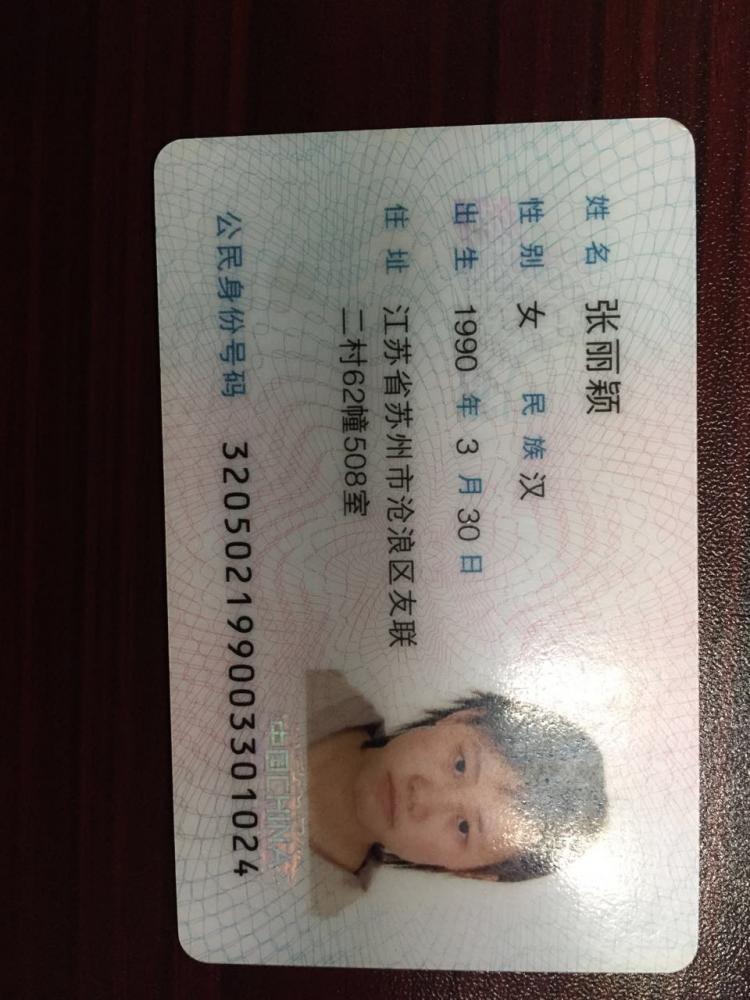 姓名 张丽颖
性别 女 民族 汉
出生 1990 年 3 月 30 日
住址 江苏省苏州市沧浪区友联
二村62幢508室
中国CHINA
公民身份号码 320502199003301024